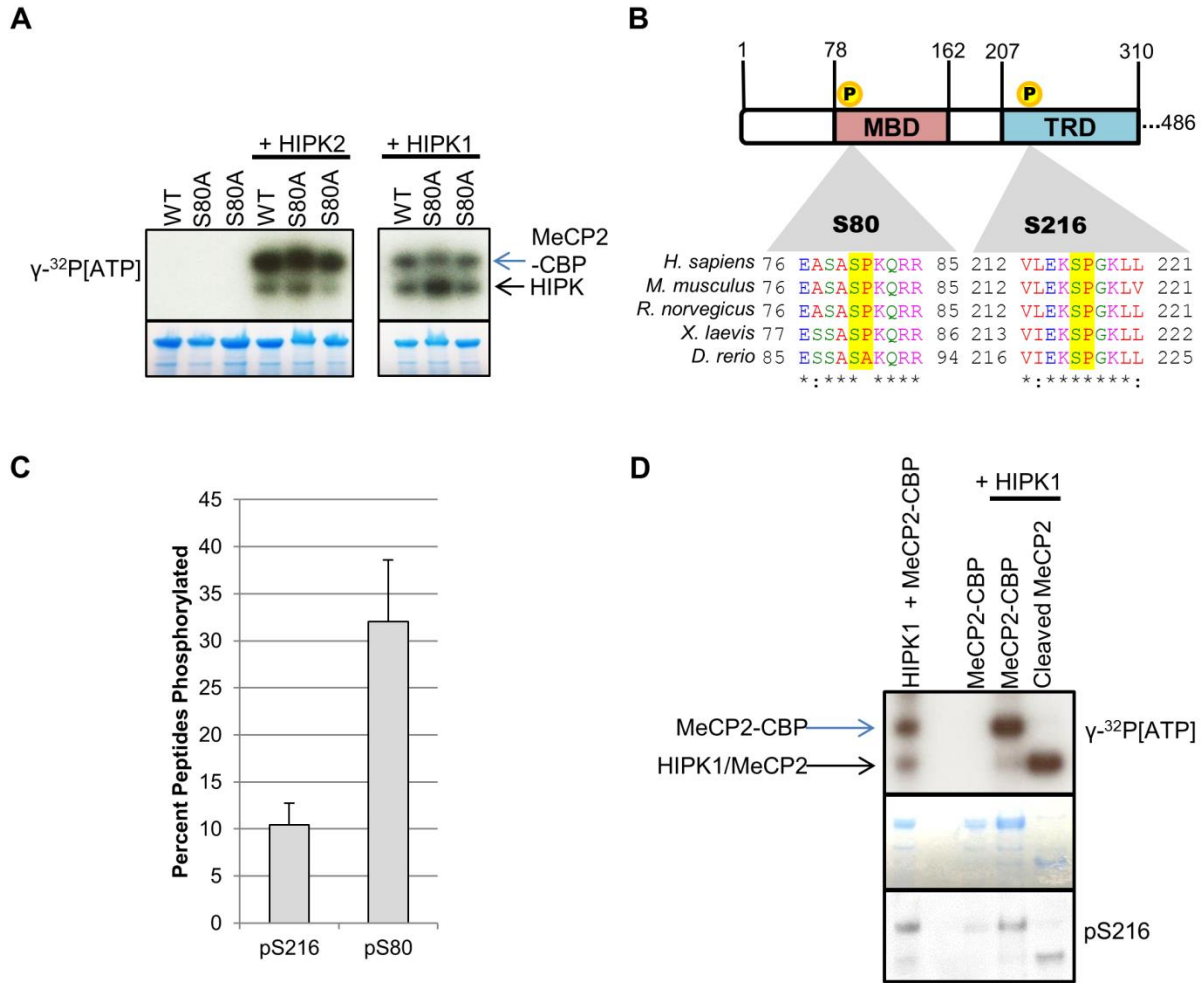 A
+ HIPK2
+ HIPK1
WT
S80A
S80A
WT
S80A
S80A
WT
S80A
S80A
γ-³²P[ATP]
MeCP2
-CBP
HIPK
B
1 78 162 207 310
P P
MBD TRD ...486
S80 S216
H. sapiens 76 EASASPKQRR 85 212 VLEKSPGKLL 221
M. musculus 76 EASASPKQRR 85 212 VLEKSPGKLV 221
R. norvegicus 76 EASASPKQRR 85 212 VIEKSPGKLL 221
X. laevis 77 ESSASPKQRR 86 213 VIEKSPGKLL 222
D. rerio 85 ESSASAKQRR 94 216 VIEKSPGKLL 225
*:*** **** *:*******:
C
Percent Peptides Phosphorylated
45
40
35
30
25
20
15
10
5
0
pS216 pS80
D
+ HIPK1
HIPK1 + MeCP2-CBP
MeCP2-CBP
MeCP2-CBP
Cleaved MeCP2
MeCP2-CBP
HIPK1/MeCP2
γ-³²P[ATP]
pS216